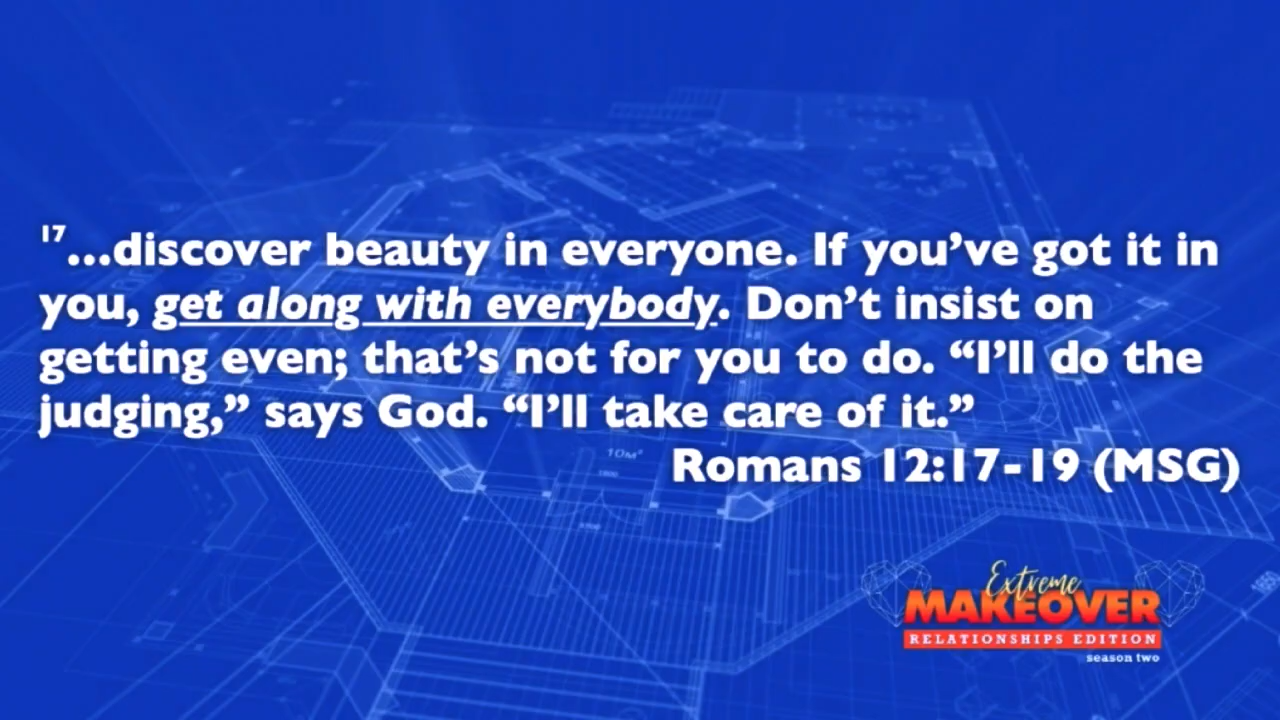 17...discover beauty in everyone. If you’ve got it in
you, get along with everybody. Don’t insist on
getting even; that’s not for you to do. “I’ll do the
judging,” says God. “I’ll take care of it.”
Romans 12:17-19 (MSG)
10M²
Extreme
MAKEOVER
RELATIONSHIPS EDITION
season two